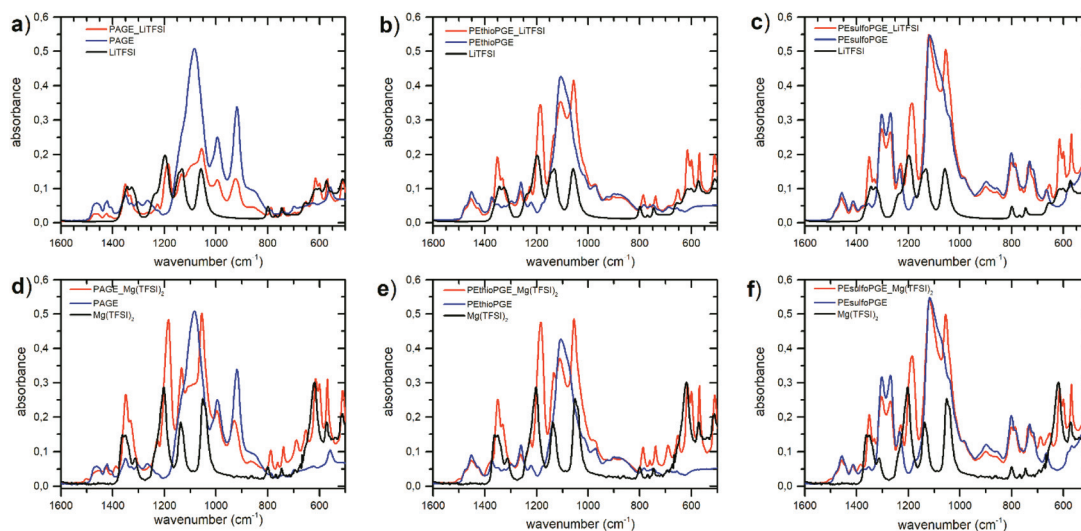 a)
PAGE_LiTFSI
PAGE
LiTFSI
absorbance
0,6
0,5
0,4
0,3
0,2
0,1
0,0
1600 1400 1200 1000 800 600
wavenumber (cm-1)
b)
PEthioPGE_LiTFSI
PEthioPGE
LiTFSI
absorbance
0,6
0,5
0,4
0,3
0,2
0,1
0,0
1600 1400 1200 1000 800 600
wavenumber (cm-1)
c)
PEsulfoPGE_LiTFSI
PEsulfoPGE
LiTFSI
absorbance
0,6
0,5
0,4
0,3
0,2
0,1
0,0
1600 1400 1200 1000 800 600
wavenumber (cm-1)
d)
PAGE_Mg(TFSI)2
PAGE
Mg(TFSI)2
absorbance
0,6
0,5
0,4
0,3
0,2
0,1
0,0
1600 1400 1200 1000 800 600
wavenumber (cm-1)
e)
PEthioPGE_Mg(TFSI)2
PEthioPGE
Mg(TFSI)2
absorbance
0,6
0,5
0,4
0,3
0,2
0,1
0,0
1600 1400 1200 1000 800 600
wavenumber (cm-1)
f)
PEsulfoPGE_Mg(TFSI)2
PEsulfoPGE
Mg(TFSI)2
absorbance
0,6
0,5
0,4
0,3
0,2
0,1
0,0
1600 1400 1200 1000 800 600
wavenumber (cm-1)